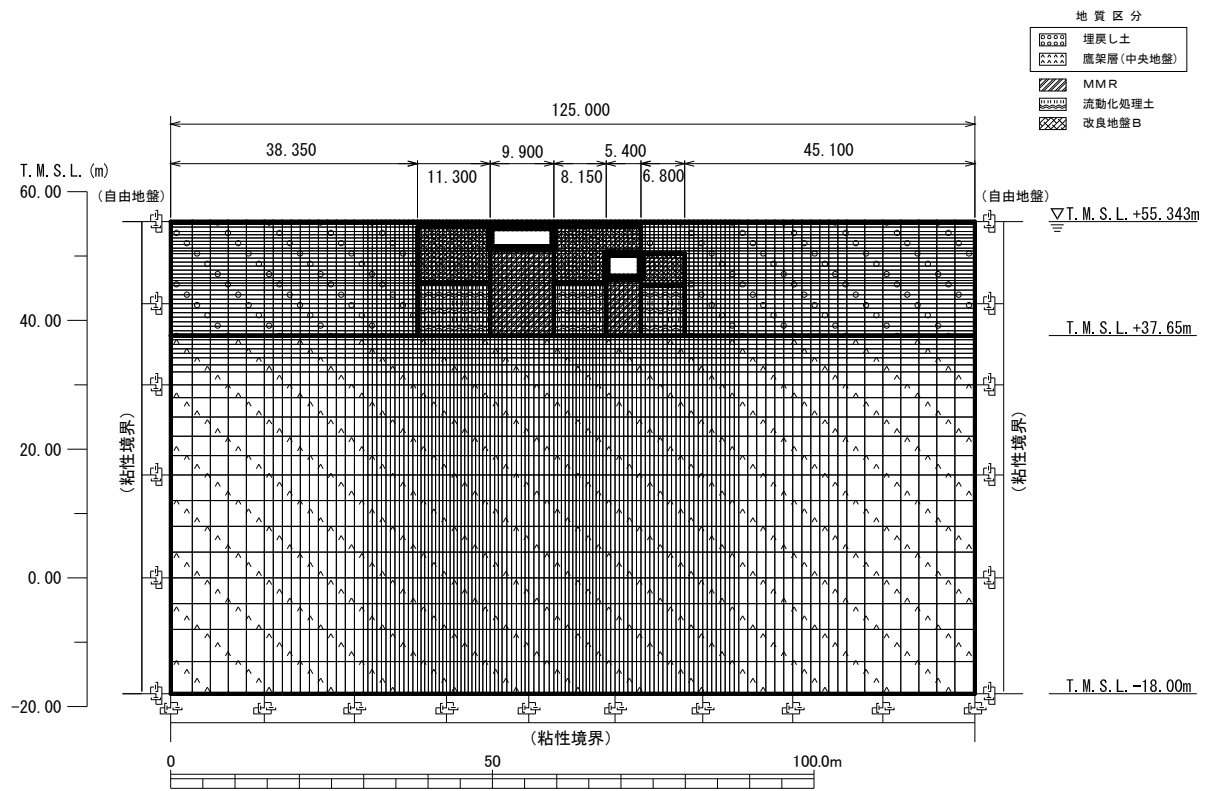 地 質 区 分
埋戻し土
鷹架層(中央地盤)
MMR
流動化処理土
改良地盤B
125.000
38.350
9.900
5.400
45.100
11.300
8.150
6.800
T.M.S.L.(m)
60.00
(自由地盤)
(自由地盤)
T.M.S.L.+55.343m
40.00
T.M.S.L.+37.65m
20.00
(粘性境界)
(粘性境界)
0.00
T.M.S.L.-18.00m
-20.00
(粘性境界)
0
50
100.0m